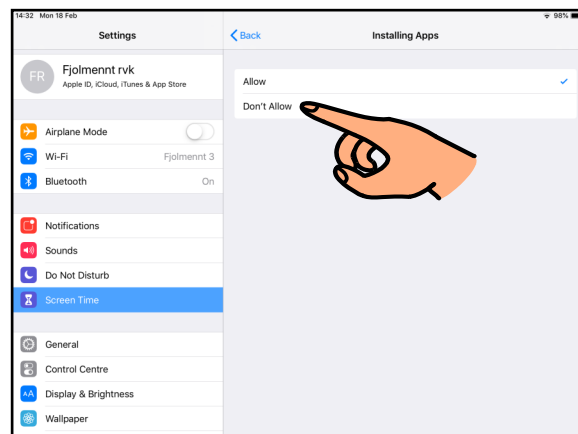 14:32 Mon 18 Feb
98%
Settings
Back
Installing Apps
FR
Fjolmennt rvk
Apple ID, iCloud, iTunes & App Store
Allow
Don't Allow
Airplane Mode
Wi-Fi Fjolmennt 3
Bluetooth On
Notifications
Sounds
Do Not Disturb
Screen Time
General
Control Centre
AA Display & Brightness
Wallpaper